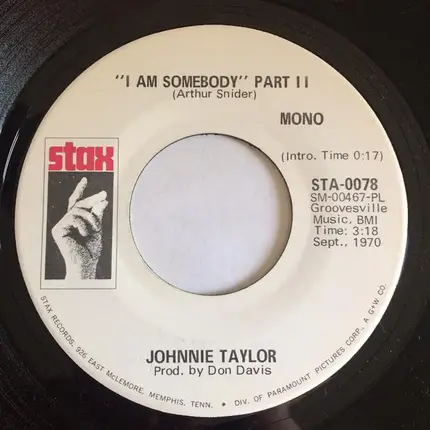 "I AM SOMEBODY" PART II
(Arthur Snider)
MONO
(Intro. Time 0:17)
stax
STA-0078
SM-00467-PL
Groovesville
Music, BMI
Time: 3:18
Sept., 1970
JOHNNIE TAYLOR
Prod. by Don Davis
STAX RECORDS, 926 EAST McLEMORE, MEMPHIS, TENN. • DIV. OF PARAMOUNT PICTURES CORP. A G+W CO.